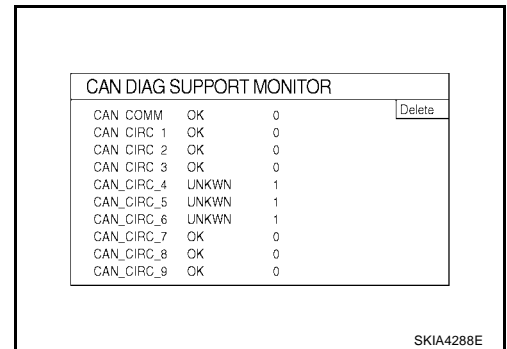 CAN DIAG SUPPORT MONITOR
Delete
CAN COMM OK 0
CAN CIRC 1 OK 0
CAN CIRC 2 OK 0
CAN CIRC 3 OK 0
CAN_CIRC_4 UNKWN 1
CAN_CIRC_5 UNKWN 1
CAN_CIRC_6 UNKWN 1
CAN_CIRC_7 OK 0
CAN_CIRC_8 OK 0
CAN_CIRC_9 OK 0
SKIA4288E